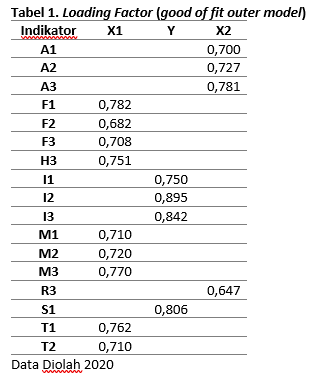 Tabel 1. Loading Factor (good of fit outer model)
Indikator X1 Y X2
A1 0,700
A2 0,727
A3 0,781
F1 0,782
F2 0,682
F3 0,708
H3 0,751
I1 0,750
I2 0,895
I3 0,842
M1 0,710
M2 0,720
M3 0,770
R3 0,647
S1 0,806
T1 0,762
T2 0,710
Data Diolah 2020